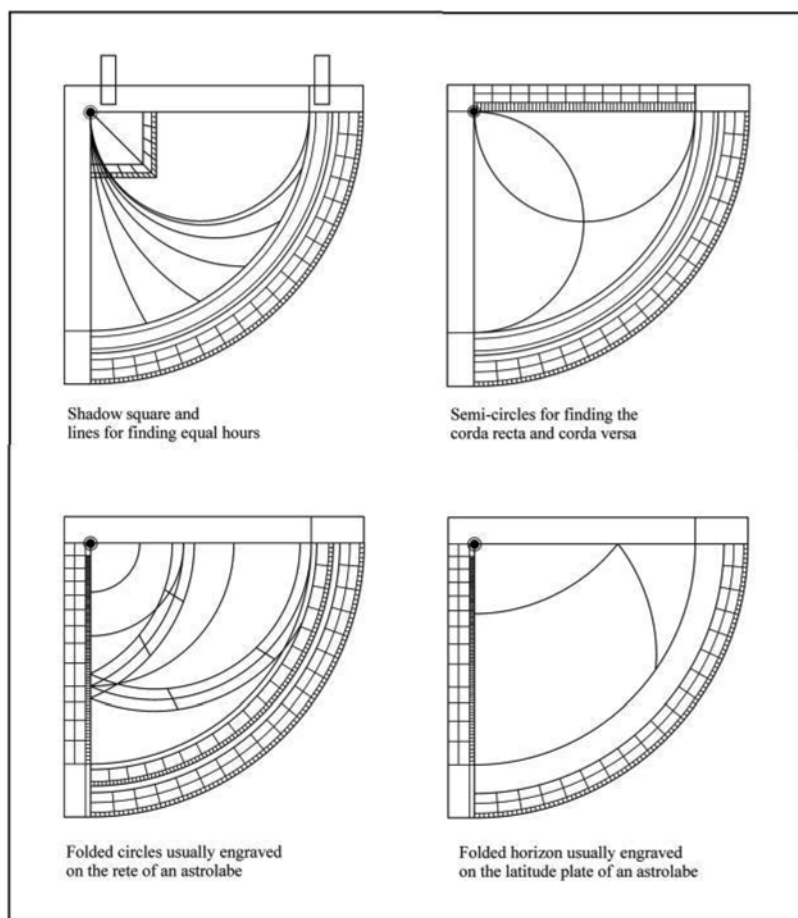 Shadow square and
lines for finding equal hours
Semi-circles for finding the
corda recta and corda versa
Folded circles usually engraved
on the rete of an astrolabe
Folded horizon usually engraved
on the latitude plate of an astrolabe